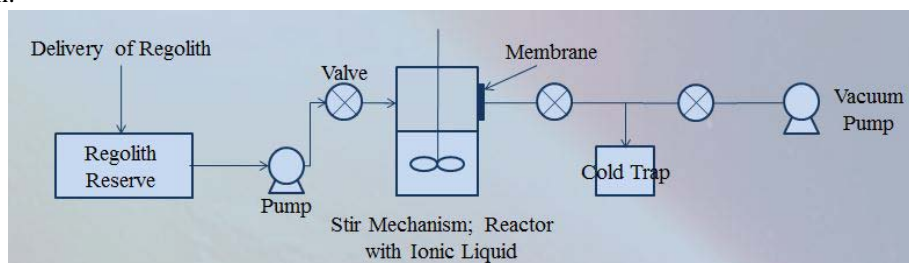 Delivery of Regolith
Valve
Membrane
Vacuum
Pump
Regolith
Reserve
Pump
Cold Trap
Stir Mechanism; Reactor
with Ionic Liquid